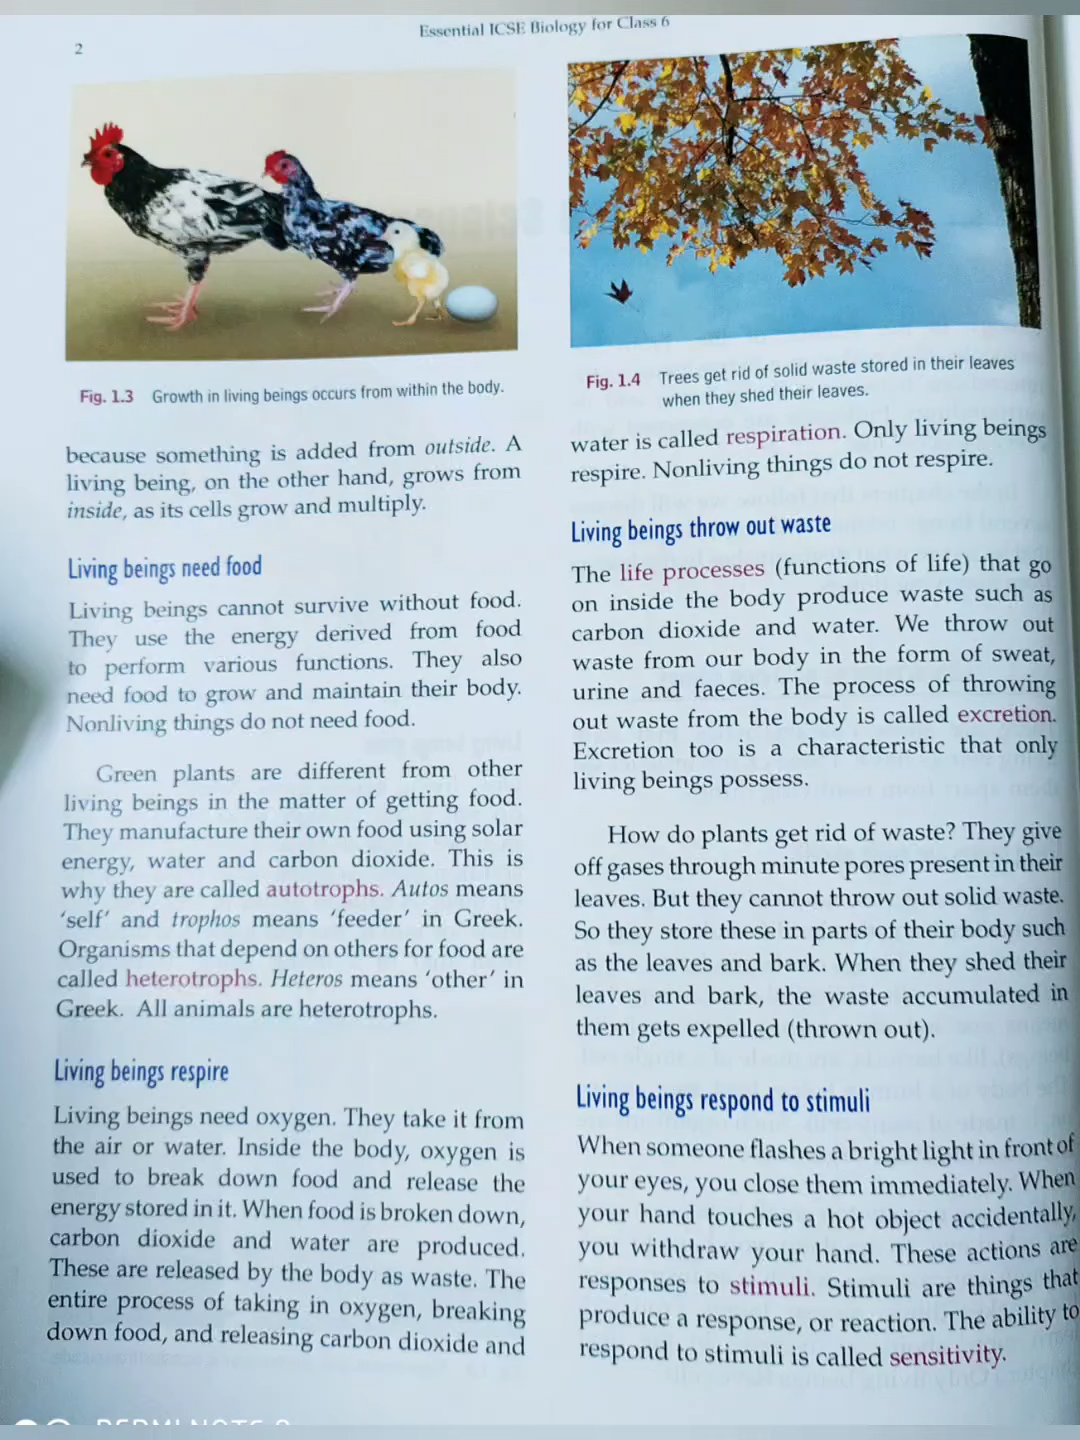 2
Essential ICSE Biology for Class 6
Fig. 1.3 Growth in living beings occurs from within the body.
because something is added from outside. A
living being, on the other hand, grows from
inside, as its cells grow and multiply.
Living beings need food
Living beings cannot survive without food.
They use the energy derived from food
to perform various functions. They also
need food to grow and maintain their body.
Nonliving things do not need food.
Green plants are different from other
living beings in the matter of getting food.
They manufacture their own food using solar
energy, water and carbon dioxide. This is
why they are called autotrophs. Autos means
'self' and trophos means 'feeder' in Greek.
Organisms that depend on others for food are
called heterotrophs. Heteros means 'other' in
Greek. All animals are heterotrophs.
Living beings respire
Living beings need oxygen. They take it from
the air or water. Inside the body, oxygen is
used to break down food and release the
energy stored in it. When food is broken down,
carbon dioxide and water are produced.
These are released by the body as waste. The
entire process of taking in oxygen, breaking
down food, and releasing carbon dioxide and
Fig. 1.4 Trees get rid of solid waste stored in their leaves
when they shed their leaves.
water is called respiration. Only living beings
respire. Nonliving things do not respire.
Living beings throw out waste
The life processes (functions of life) that go
on inside the body produce waste such as
carbon dioxide and water. We throw out
waste from our body in the form of sweat,
urine and faeces. The process of throwing
out waste from the body is called excretion.
Excretion too is a characteristic that only
living beings possess.
How do plants get rid of waste? They give
off gases through minute pores present in their
leaves. But they cannot throw out solid waste.
So they store these in parts of their body such
as the leaves and bark. When they shed their
leaves and bark, the waste accumulated in
them gets expelled (thrown out).
Living beings respond to stimuli
When someone flashes a bright light in front of
your eyes, you close them immediately. When
your hand touches a hot object accidentally,
you withdraw your hand. These actions are
responses to stimuli. Stimuli are things that
produce a response, or reaction. The ability to
respond to stimuli is called sensitivity.